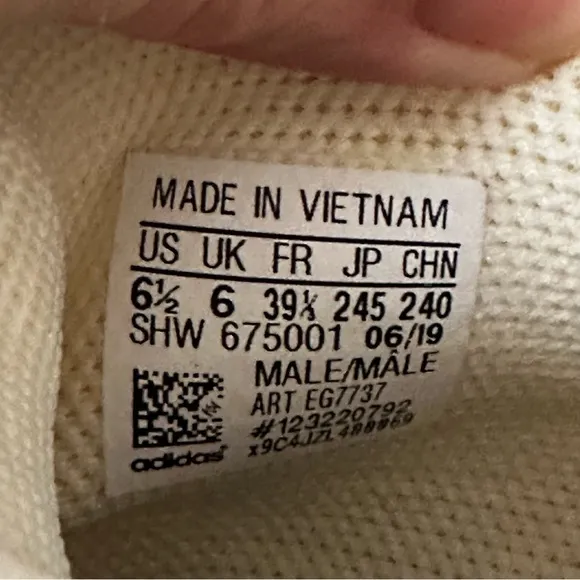 MADE IN VIETNAM
US UK FR JP CHN
6½ 6 39⅓ 245 240
SHW 675001 06/19
MALE/MÂLE
ART EG7737
#123220792
adidas